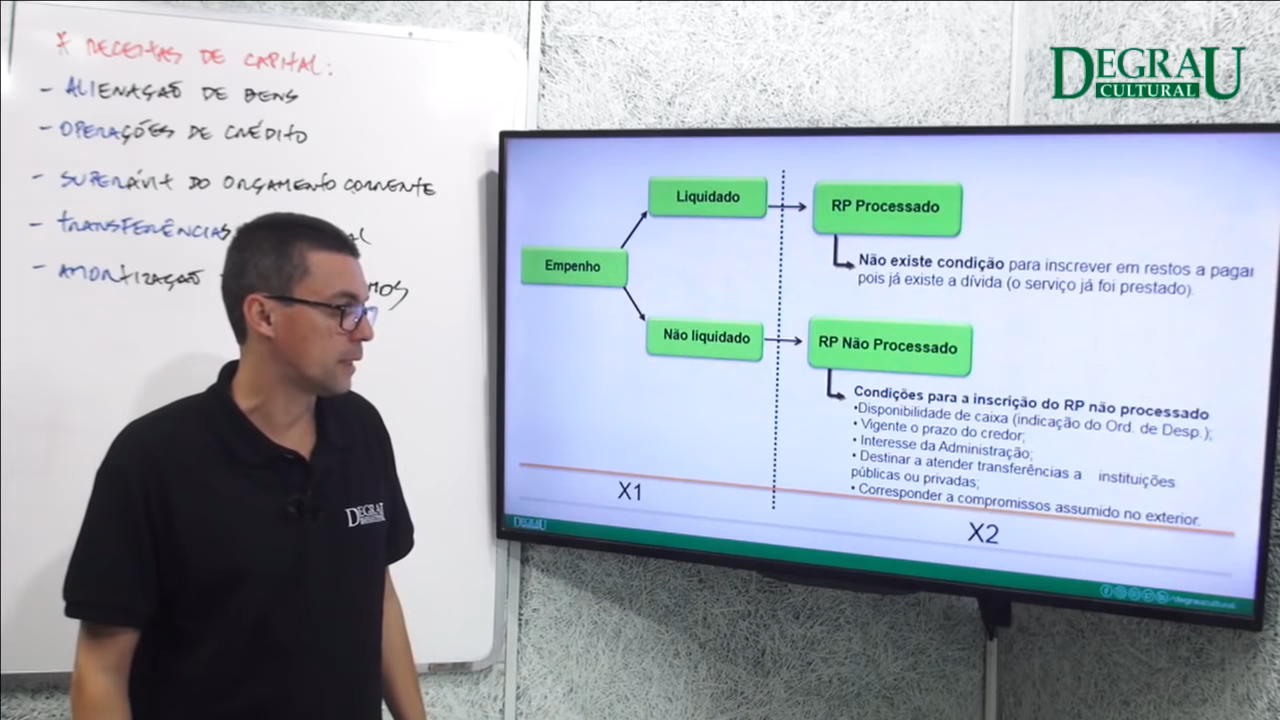 * RECEITAS DE CAPITAL:
- ALIENAÇÃO DE BENS
- OPERAÇÕES DE CRÉDITO
- SUPERÁVIT DO ORÇAMENTO CORRENTE
- TRANSFERÊNCIAS
- AMORTIZAÇÃO
DEGRAU
CULTURAL
Empenho
Liquidado
Não liquidado
RP Processado
Não existe condição para inscrever em restos a pagar
pois já existe a dívida (o serviço já foi prestado).
RP Não Processado
Condições para a inscrição do RP não processado
•Disponibilidade de caixa (indicação do Ord. de Desp.);
• Vigente o prazo do credor;
• Interesse da Administração;
• Destinar a atender transferências a instituições
públicas ou privadas;
• Corresponder a compromissos assumido no exterior.
X1
X2
DEGRAU
/degraucultural
DEGRAU
CULTURAL